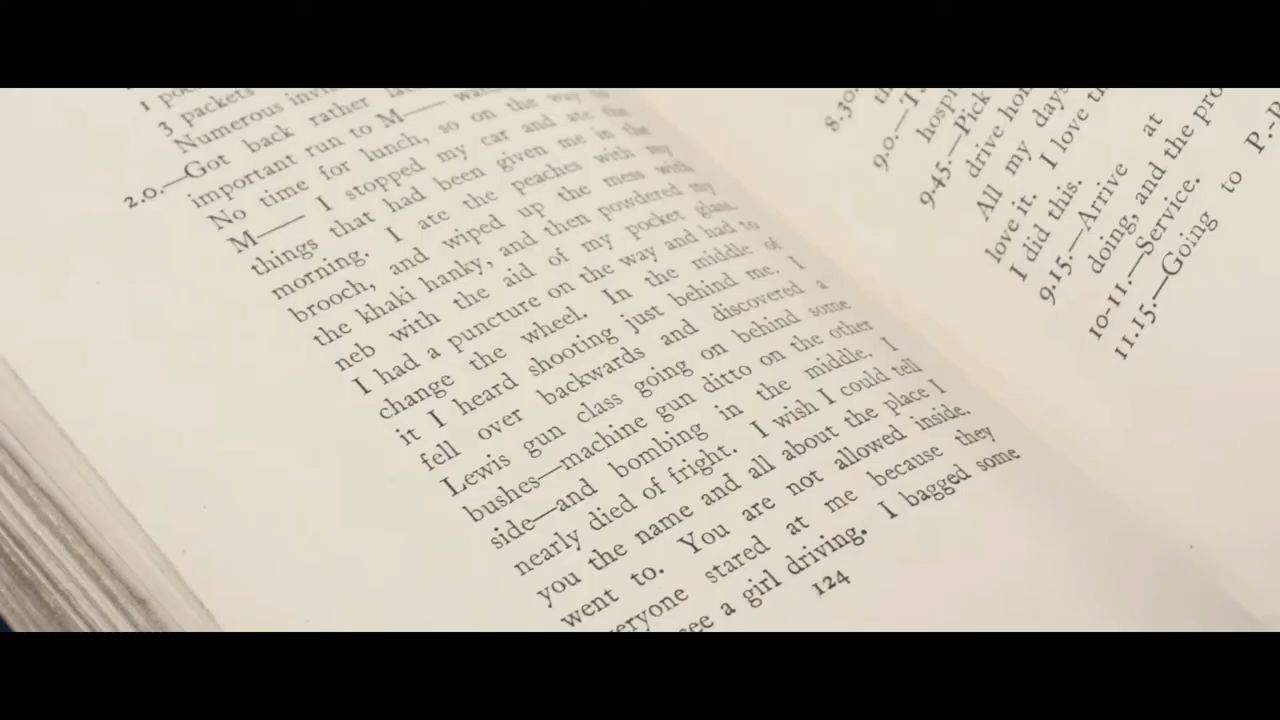 3 packets
Numerous
2.0.—Got back rather
important run to M——
No time for lunch, so on the way to
M—— I stopped my car and ate the
things that had been given me in the
morning. I ate the peaches with my
brooch, and wiped up the mess with
the khaki hanky, and then powdered my
neb with the aid of my pocket glass.
I had a puncture on the way and had to
change the wheel. In the middle of
it I heard shooting just behind me. I
fell over backwards and discovered a
Lewis gun class going on behind some
bushes—machine gun ditto on the other
side—and bombing in the middle. I
nearly died of fright. I wish I could tell
you the name and all about the place I
went to. You are not allowed inside.
eryone stared at me because they
see a girl driving. I bagged some
124
8.30.
9.0.—T
hospi
9.45.—Pick
drive ho
All my days
love it. I love th
I did this.
9.15.—Arrive at
doing, and the pro
10-11.—Service.
11.15.—Going to P.-P